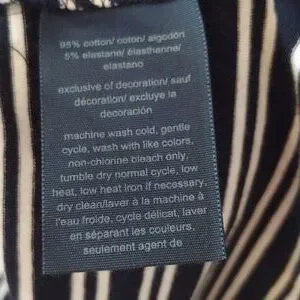 95% cotton/coton/ algodón
5% elastane/ élasthanne/
elastano
exclusive of decoration/ sauf
décoration/ excluye la
decoración
machine wash cold, gentle
cycle, wash with like colors,
non-chlorine bleach only,
tumble dry normal cycle, low
heat, low heat iron if necessary,
dry clean/laver à la machine à
l'eau froide, cycle délicat, laver
en séparant les couleurs,
seulement agent de